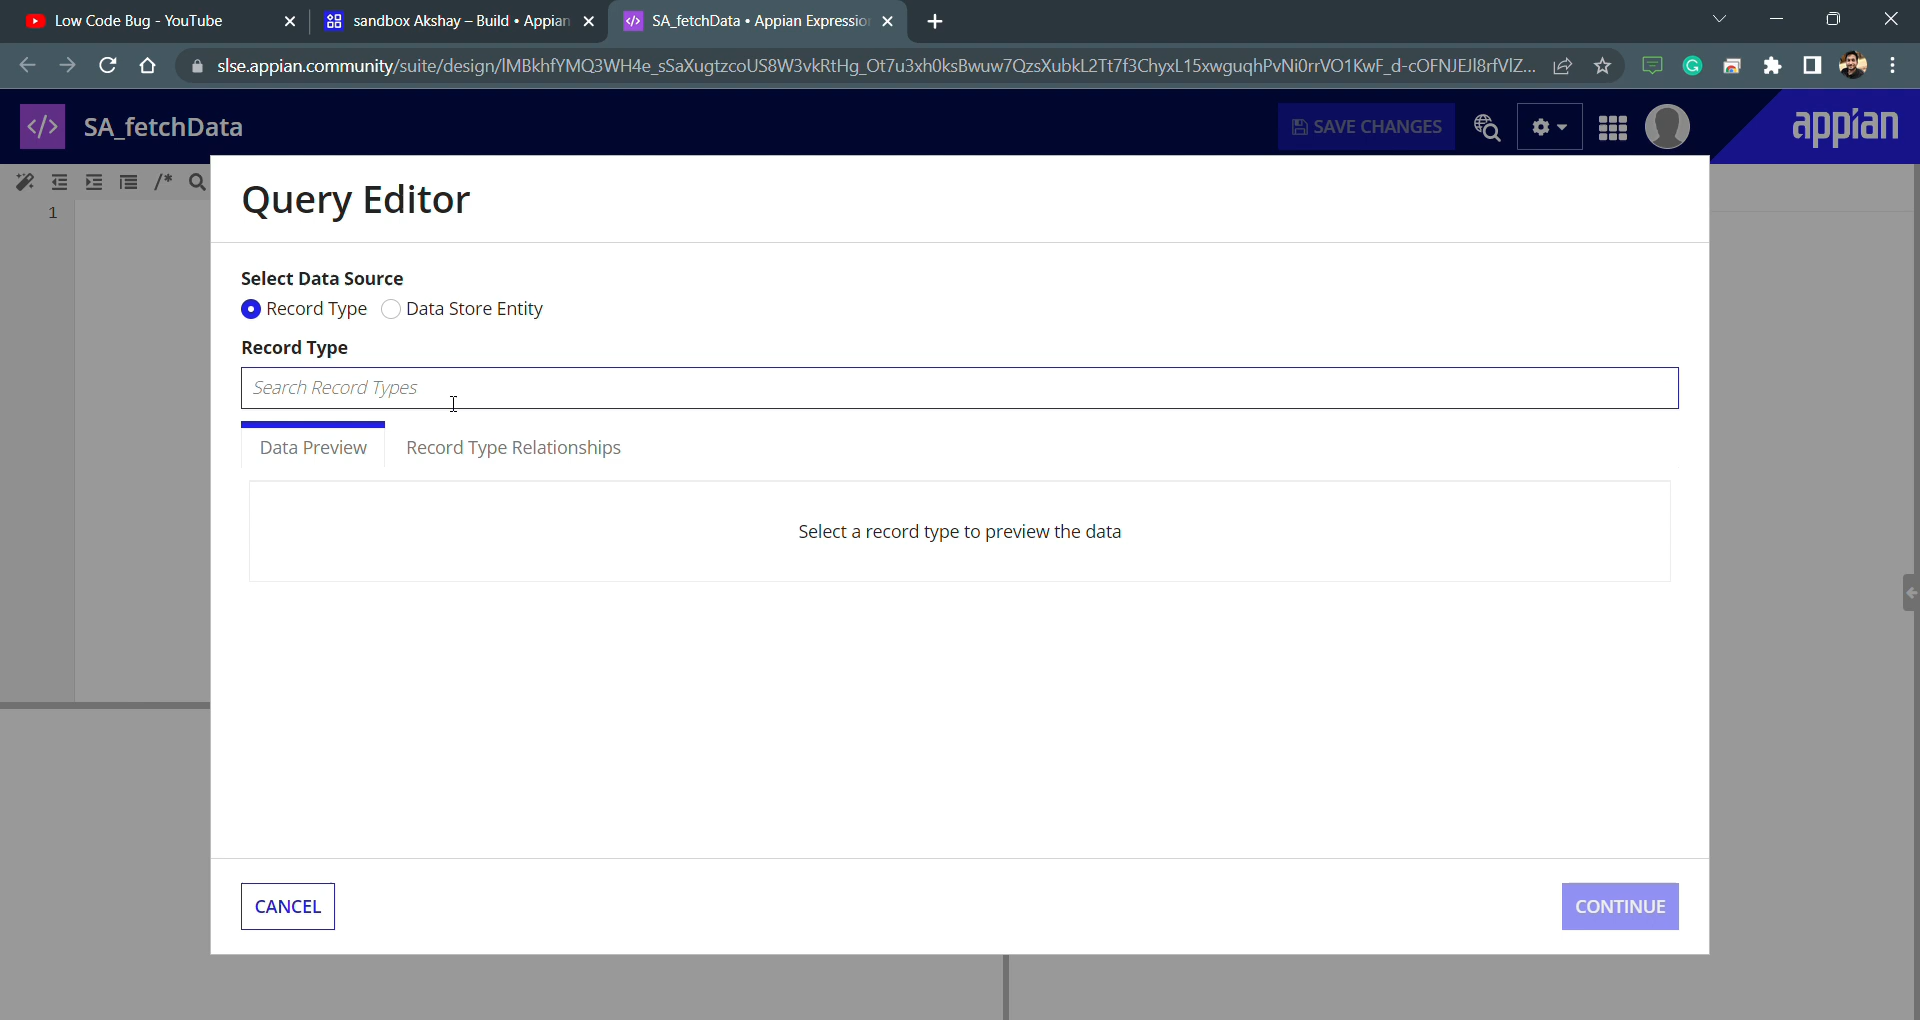 Low Code Bug - YouTube
sandbox Akshay – Build • Appian
SA_fetchData • Appian Expressio
slse.appian.community/suite/design/
SA_fetchData
SAVE CHANGES
appian
1
Query Editor
Select Data Source
Record Type
Data Store Entity
Record Type
Search Record Types
Data Preview
Record Type Relationships
Select a record type to preview the data
CANCEL
CONTINUE